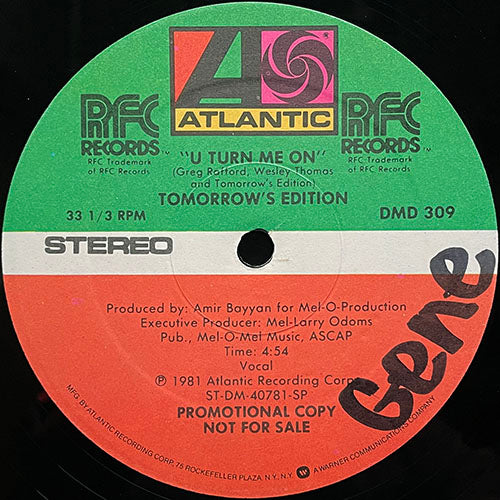 ATLANTIC
RFC
RECORDS™
RFC Trademark
of RFC Records
RFC
RECORDS™
RFC Trademark
of RFC Records
"U TURN ME ON"
(Greg Rofford, Wesley Thomas
and Tomorrow's Edition)
TOMORROW'S EDITION
33 1/3 RPM
DMD 309
STEREO
Produced by: Amir Bayyan for Mel-O-Production
Executive Producer: Mel-Larry Odoms
Pub., Mel-O-Mel Music, ASCAP
Time: 4:54
Vocal
℗ 1981 Atlantic Recording Corp.
ST-DM-40781-SP
PROMOTIONAL COPY
NOT FOR SALE
Gene
MFG. BY ATLANTIC RECORDING CORP., 75 ROCKEFELLER PLAZA, N.Y., N.Y. A WARNER COMMUNICATIONS COMPANY